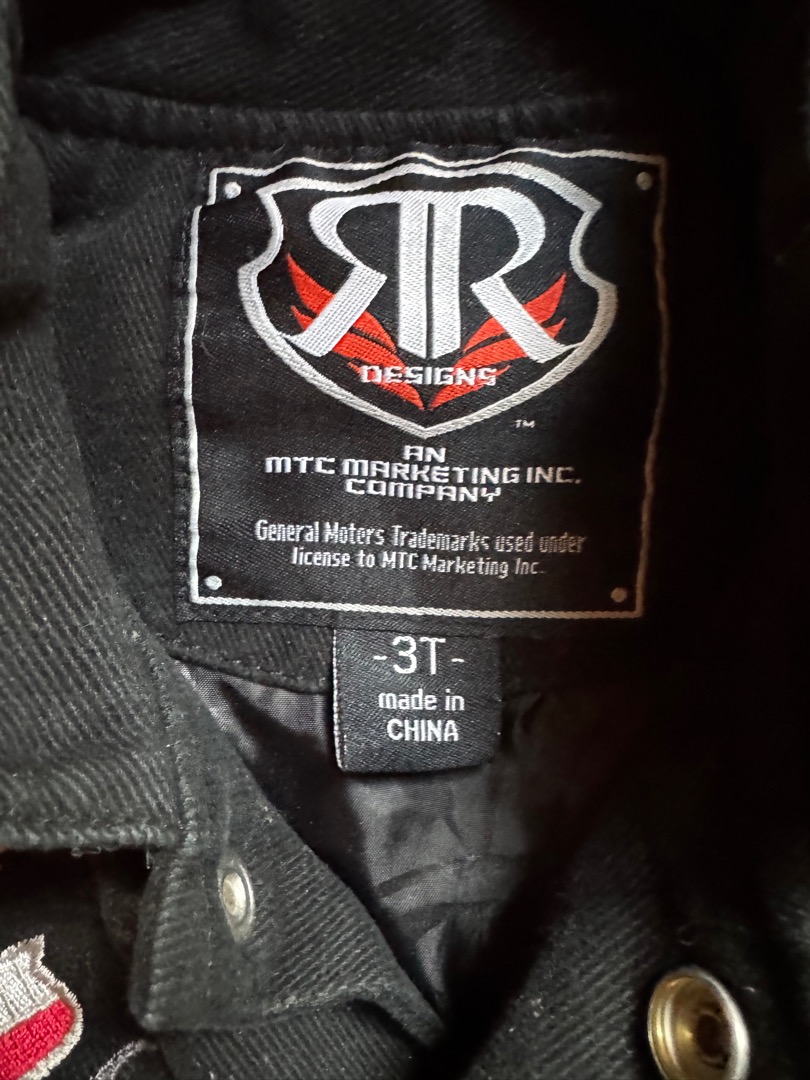 RR
DESIGNS
TM
AN
MTC MARKETING INC.
COMPANY
General Motors Trademarks used under
license to MTC Marketing Inc.
-3T-
made in
CHINA